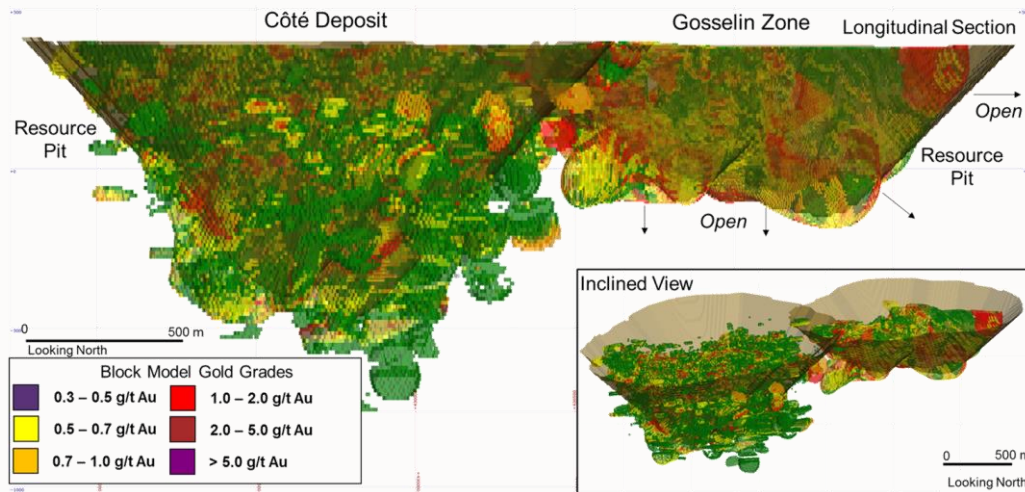 Côté Deposit
Gosselin Zone
Longitudinal Section
Open
Resource
Pit
Resource
Pit
Open
0
500 m
Looking North
Block Model Gold Grades
0.3 – 0.5 g/t Au
1.0 – 2.0 g/t Au
0.5 – 0.7 g/t Au
2.0 – 5.0 g/t Au
0.7 – 1.0 g/t Au
> 5.0 g/t Au
Inclined View
0
500 m
Looking North